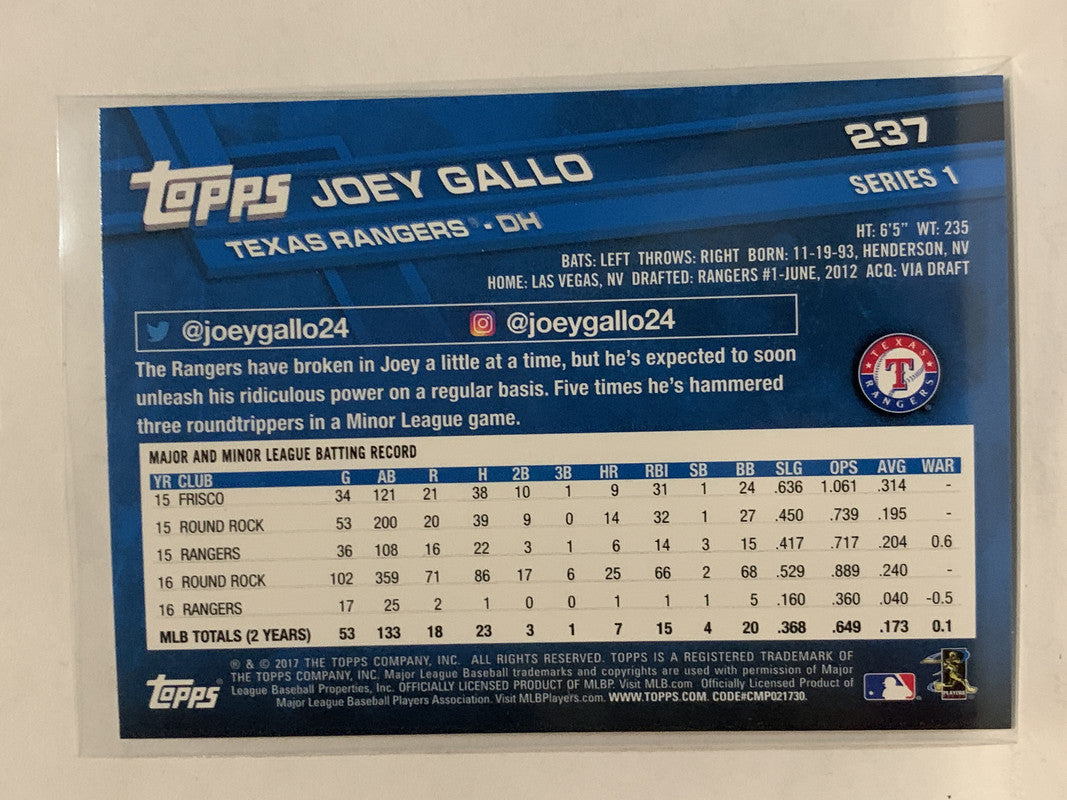 237
TOPPS JOEY GALLO
SERIES 1
TEXAS RANGERS® • DH
HT: 6'5" WT: 235
BATS: LEFT THROWS: RIGHT BORN: 11-19-93, HENDERSON, NV
HOME: LAS VEGAS, NV DRAFTED: RANGERS #1-JUNE, 2012 ACQ: VIA DRAFT
@joeygallo24 @joeygallo24
The Rangers have broken in Joey a little at a time, but he's expected to soon
unleash his ridiculous power on a regular basis. Five times he's hammered
three roundtrippers in a Minor League game.
TEXAS RANGERS T
MAJOR AND MINOR LEAGUE BATTING RECORD
YR CLUB G AB R H 2B 3B HR RBI SB BB SLG OPS AVG WAR
15 FRISCO 34 121 21 38 10 1 9 31 1 24 .636 1.061 .314 -
15 ROUND ROCK 53 200 20 39 9 0 14 32 1 27 .450 .739 .195 -
15 RANGERS 36 108 16 22 3 1 6 14 3 15 .417 .717 .204 0.6
16 ROUND ROCK 102 359 71 86 17 6 25 66 2 68 .529 .889 .240 -
16 RANGERS 17 25 2 1 0 0 1 1 1 5 .160 .360 .040 -0.5
MLB TOTALS (2 YEARS) 53 133 18 23 3 1 7 15 4 20 .368 .649 .173 0.1
® & © 2017 THE TOPPS COMPANY, INC. ALL RIGHTS RESERVED. TOPPS IS A REGISTERED TRADEMARK OF
THE TOPPS COMPANY, INC. Major League Baseball trademarks and copyrights are used with permission of Major
League Baseball Properties, Inc. OFFICIALLY LICENSED PRODUCT OF MLBP. Visit MLB.com Officially Licensed Product of
Major League Baseball Players Association. Visit MLBPlayers.com. WWW.TOPPS.COM. CODE#CMP021730.
TOPPS
PLAYERS